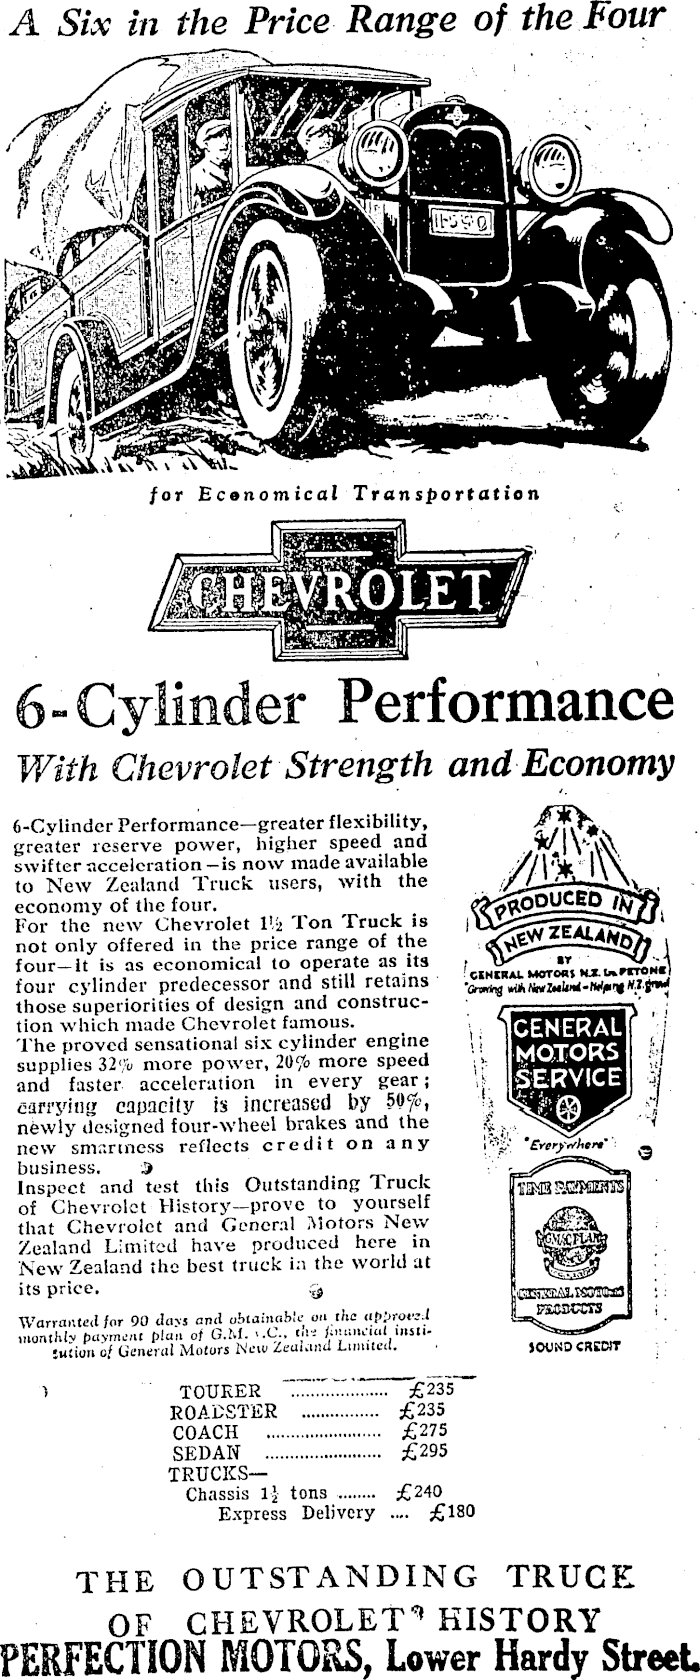 A Six in the Price Range of the Four
for Economical Transportation
CHEVROLET
6-Cylinder Performance
With Chevrolet Strength and Economy
6-Cylinder Performance—greater flexibility,
greater reserve power, higher speed and
swifter acceleration—is now made available
to New Zealand Truck users, with the
economy of the four.
For the new Chevrolet 1½ Ton Truck is
not only offered in the price range of the
four—it is as economical to operate as its
four cylinder predecessor and still retains
those superiorities of design and construc-
tion which made Chevrolet famous.
The proved sensational six cylinder engine
supplies 32% more power, 20% more speed
and faster acceleration in every gear;
carrying capacity is increased by 50%,
newly designed four-wheel brakes and the
new smartness reflects credit on any
business.
Inspect and test this Outstanding Truck
of Chevrolet History—prove to yourself
that Chevrolet and General Motors New
Zealand Limited have produced here in
New Zealand the best truck in the world at
its price.
Warranted for 90 days and obtainable on the approved
monthly payment plan of G.M. .C., the financial insti-
tution of General Motors New Zealand Limited.
PRODUCED IN
NEW ZEALAND
BY
GENERAL MOTORS N.Z. Ltd PETONE
"Growing with New Zealand—Helping N.Z. grow"
GENERAL
MOTORS
SERVICE
"Everywhere"
TIME PAYMENTS
GMAC PLAN
GENERAL MOTORS
PRODUCTS
SOUND CREDIT
TOURER .................... £235
ROADSTER ................ £235
COACH ........................ £275
SEDAN ........................ £295
TRUCKS—
Chassis 1½ tons ........ £240
Express Delivery .... £180
THE OUTSTANDING TRUCK
OF CHEVROLET HISTORY
PERFECTION MOTORS, Lower Hardy Street.